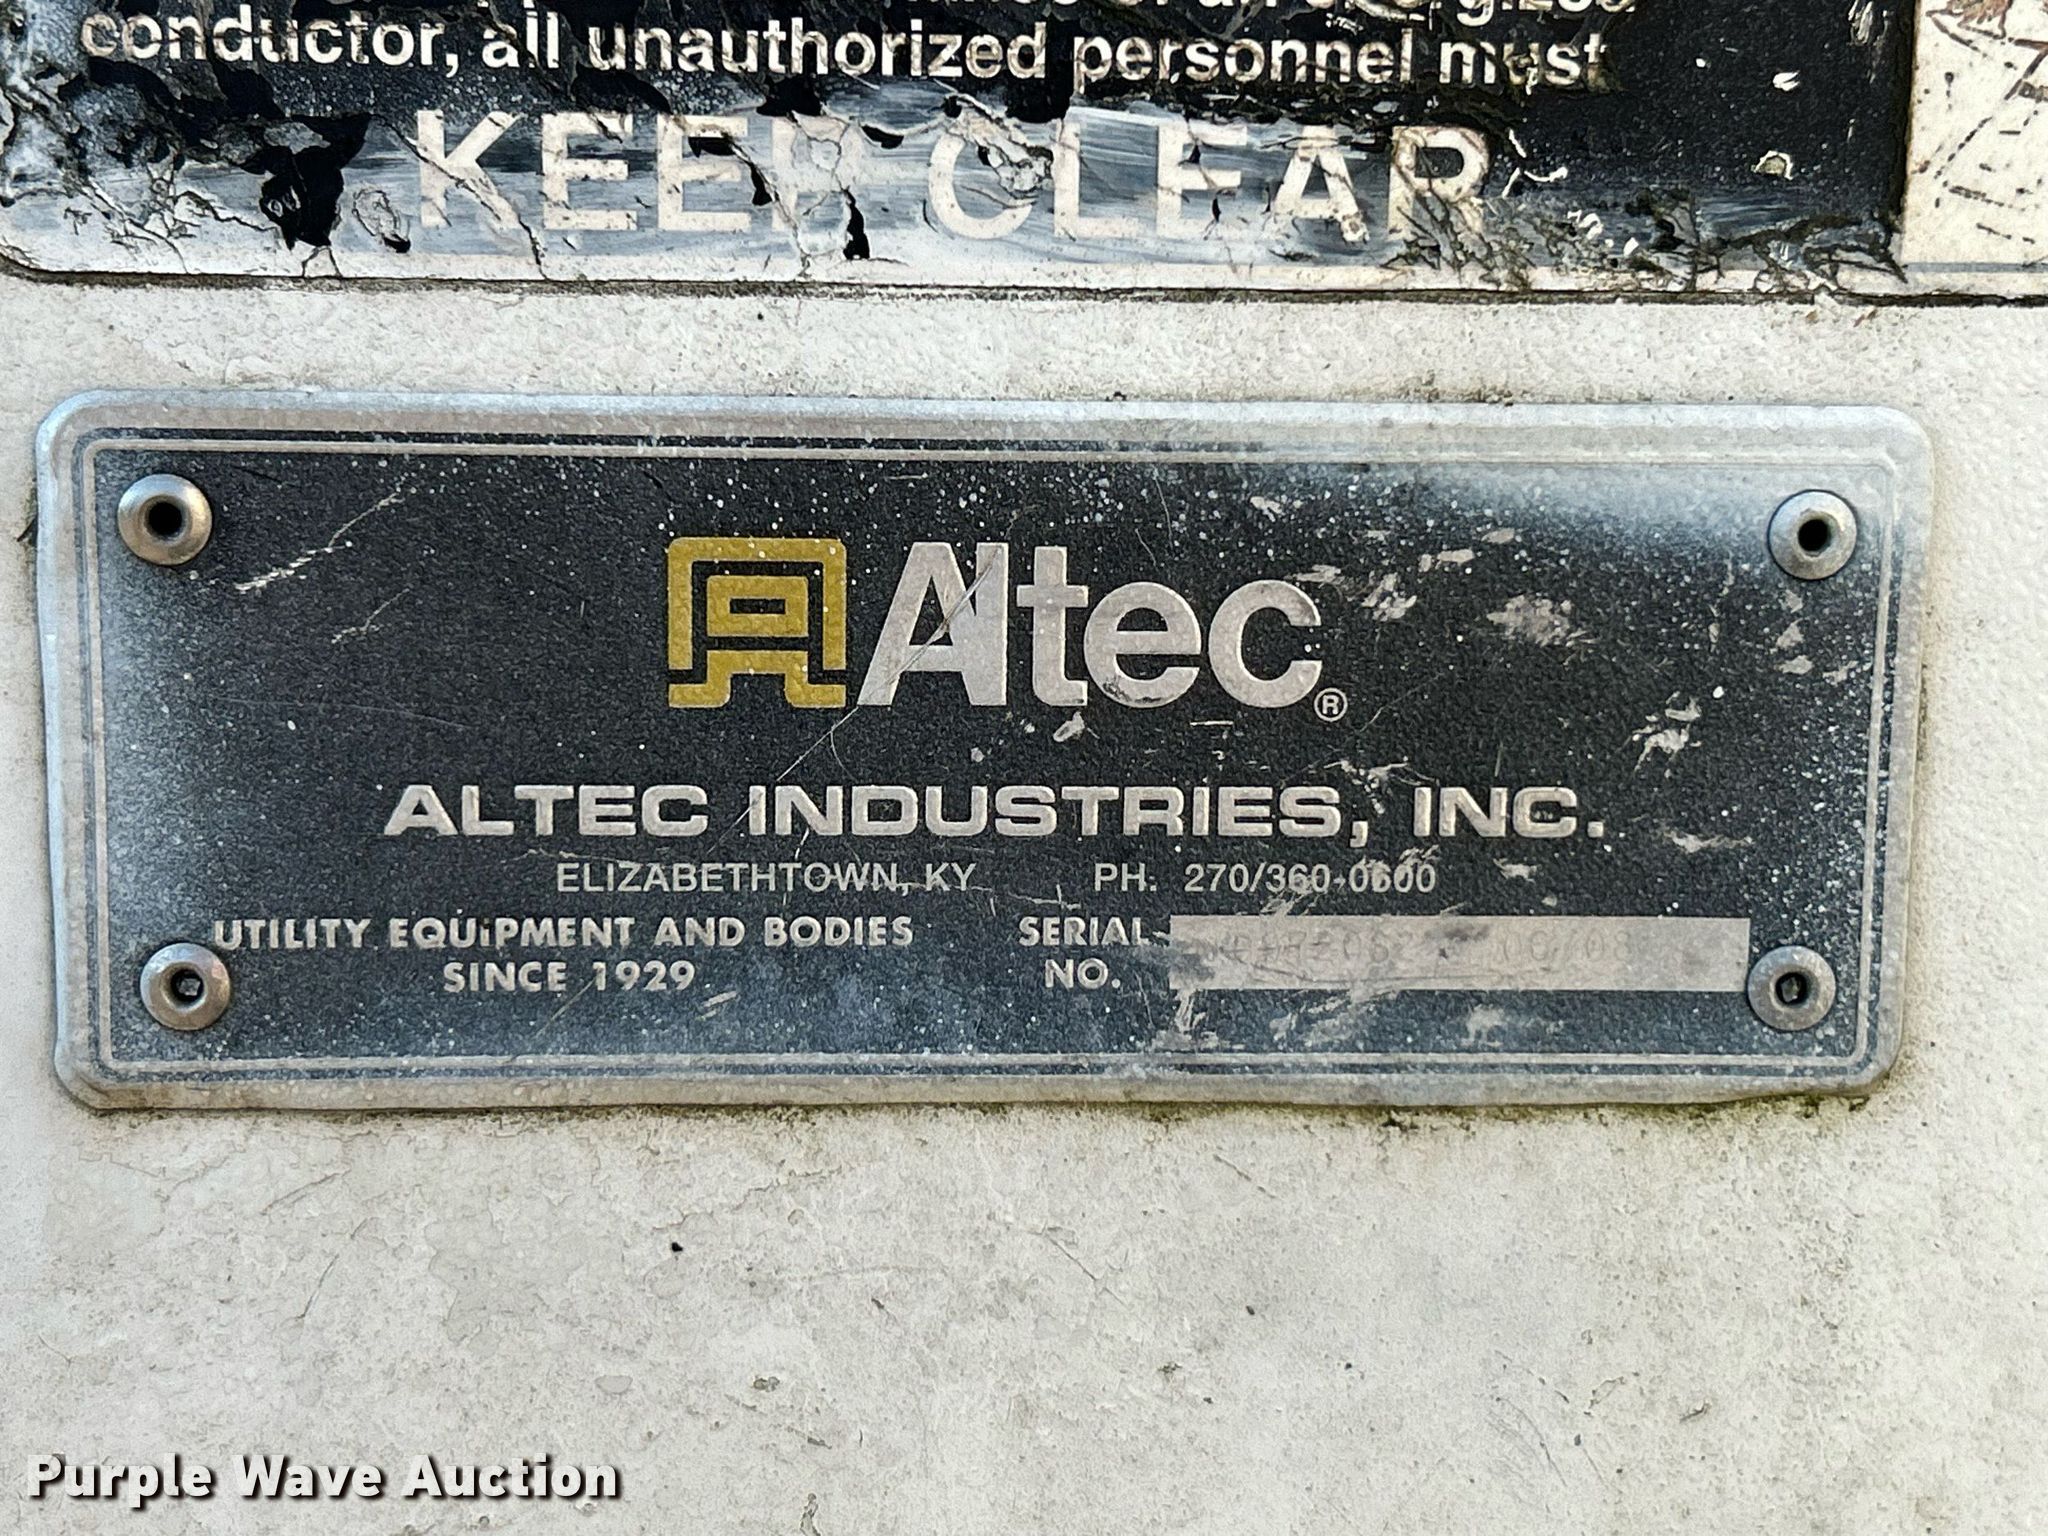 conductor, all unauthorized personnel must
KEEP CLEAR
Altec®
ALTEC INDUSTRIES, INC.
ELIZABETHTOWN, KY PH. 270/360-0600
UTILITY EQUIPMENT AND BODIES
SINCE 1929
SERIAL
NO.
Purple Wave Auction